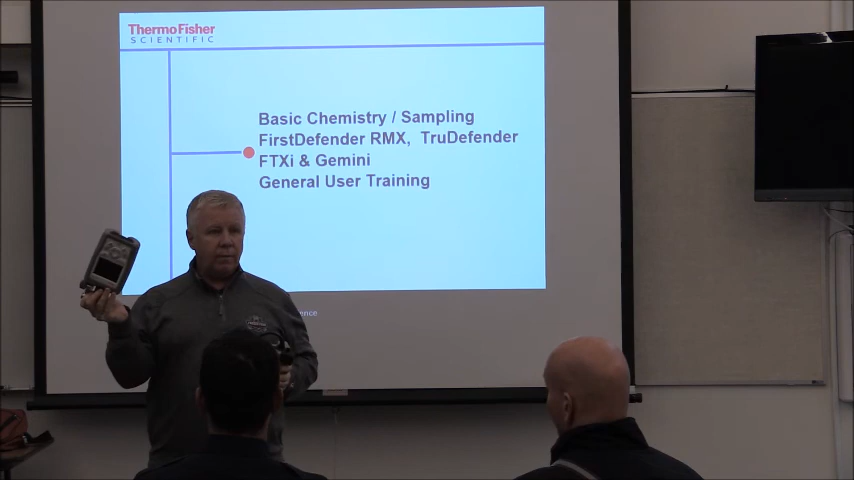 ThermoFisher
SCIENTIFIC
Basic Chemistry / Sampling
FirstDefender RMX, TruDefender
FTXi & Gemini
General User Training